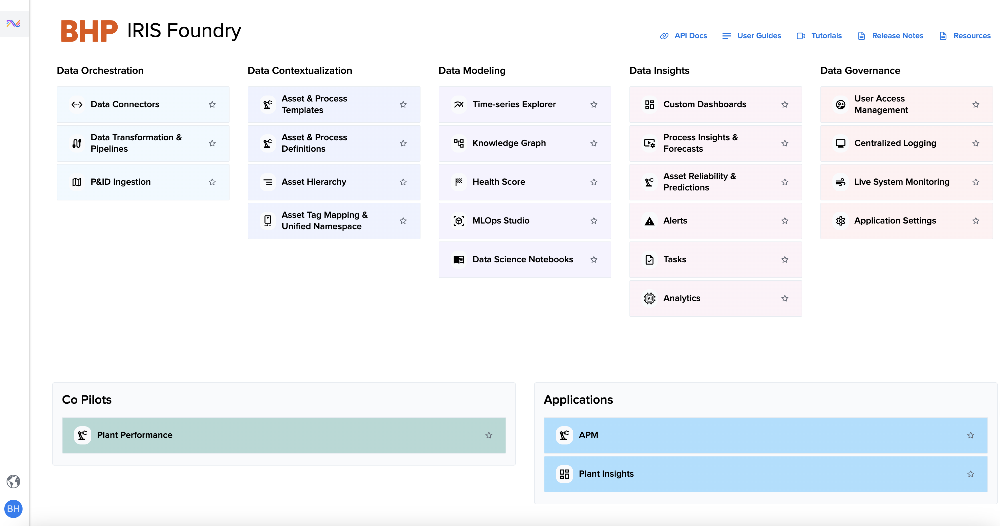 BHP IRIS Foundry
API Docs
User Guides
Tutorials
Release Notes
Resources
Data Orchestration
Data Connectors
Data Transformation &
Pipelines
P&ID Ingestion
Data Contextualization
Asset & Process
Templates
Asset & Process
Definitions
Asset Hierarchy
Asset Tag Mapping &
Unified Namespace
Data Modeling
Time-series Explorer
Knowledge Graph
Health Score
MLOps Studio
Data Science Notebooks
Data Insights
Custom Dashboards
Process Insights &
Forecasts
Asset Reliability &
Predictions
Alerts
Tasks
AI
Analytics
Data Governance
User Access
Management
Centralized Logging
Live System Monitoring
Application Settings
Co Pilots
Plant Performance
Applications
APM
Plant Insights
BH